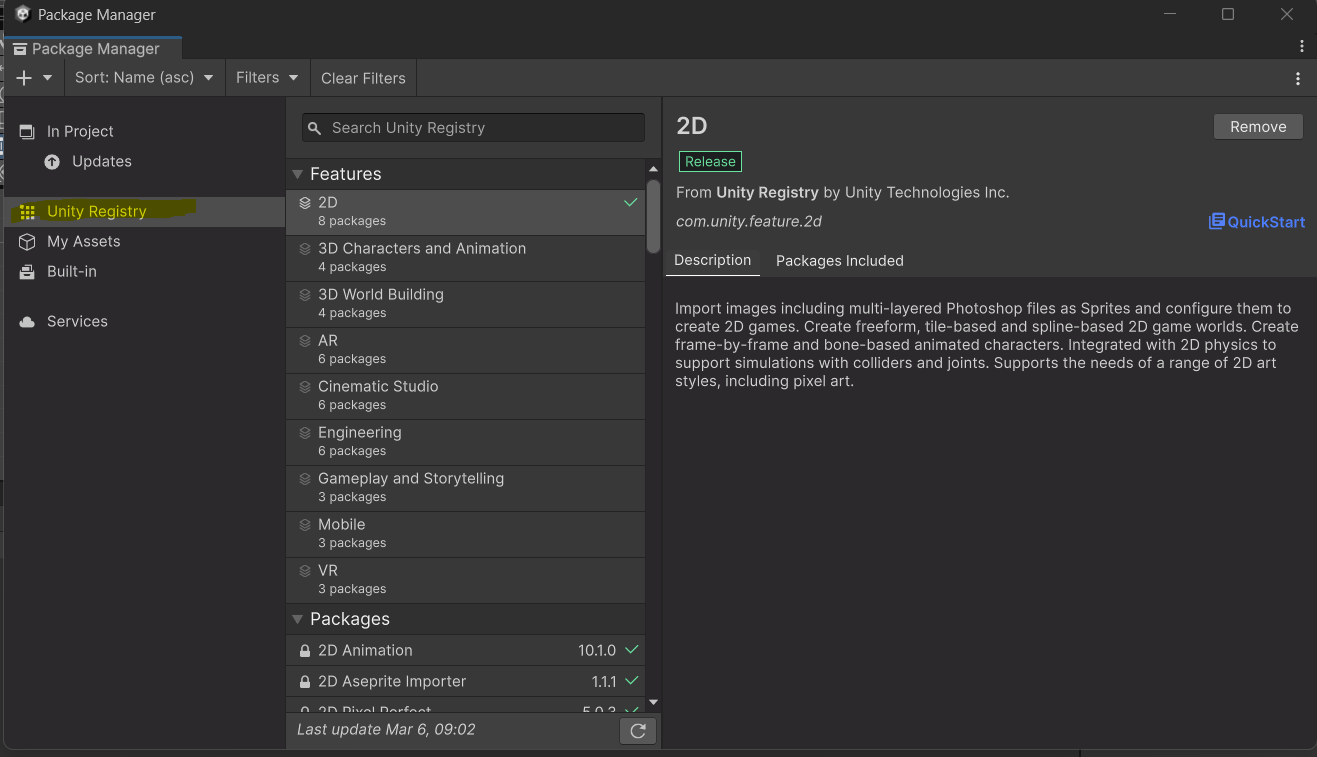 Package Manager
Package Manager
Sort: Name (asc)
Filters
Clear Filters
In Project
Updates
Unity Registry
My Assets
Built-in
Services
Search Unity Registry
Features
2D
8 packages
3D Characters and Animation
4 packages
3D World Building
4 packages
AR
6 packages
Cinematic Studio
6 packages
Engineering
6 packages
Gameplay and Storytelling
3 packages
Mobile
3 packages
VR
3 packages
Packages
2D Animation 10.1.0
2D Aseprite Importer 1.1.1
2D Pixel Perfect 5.0.3
Last update Mar 6, 09:02
2D
Remove
Release
From Unity Registry by Unity Technologies Inc.
com.unity.feature.2d
QuickStart
Description
Packages Included
Import images including multi-layered Photoshop files as Sprites and configure them to
create 2D games. Create freeform, tile-based and spline-based 2D game worlds. Create
frame-by-frame and bone-based animated characters. Integrated with 2D physics to
support simulations with colliders and joints. Supports the needs of a range of 2D art
styles, including pixel art.